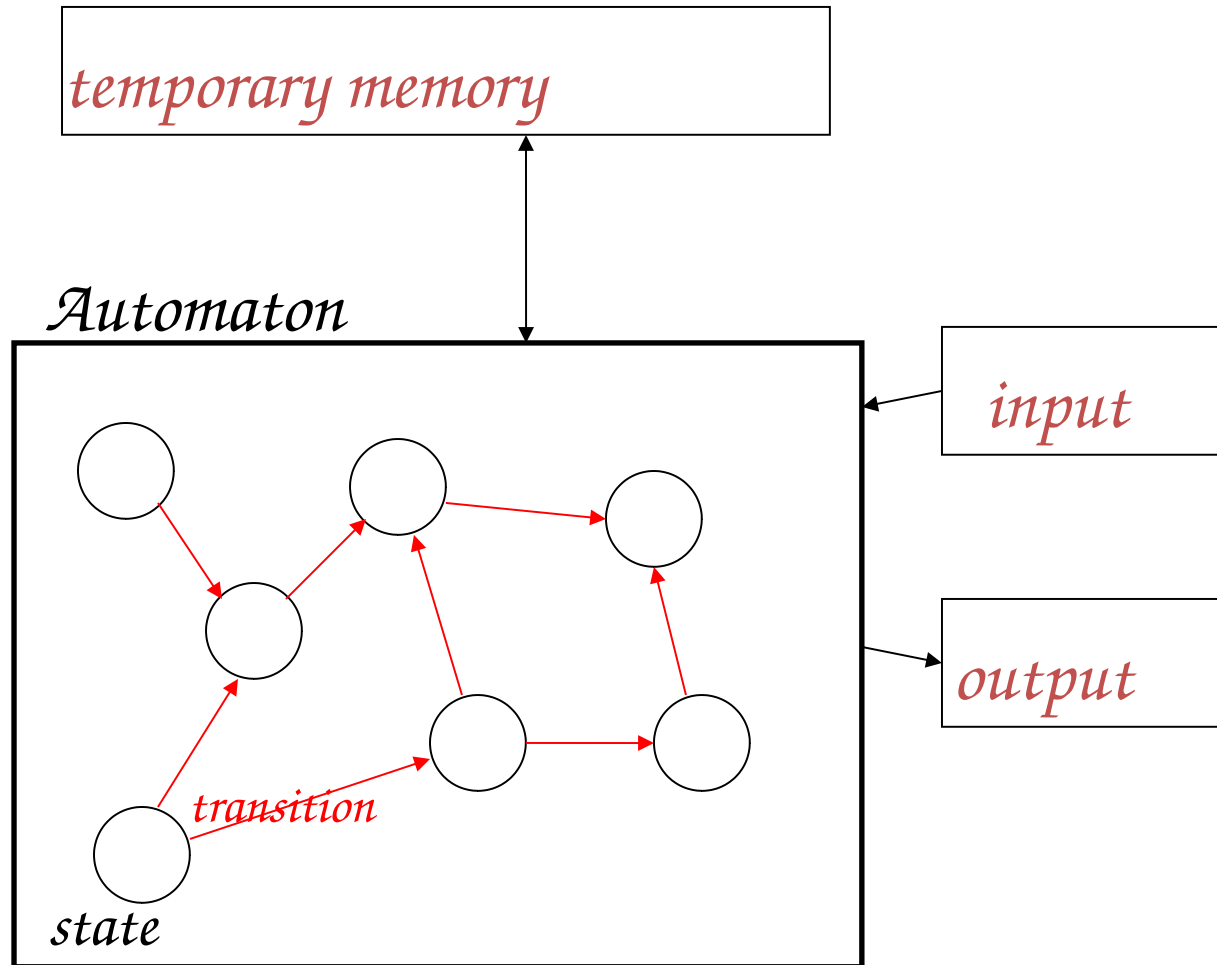 temporary memory
Automaton
input
output
transition
state